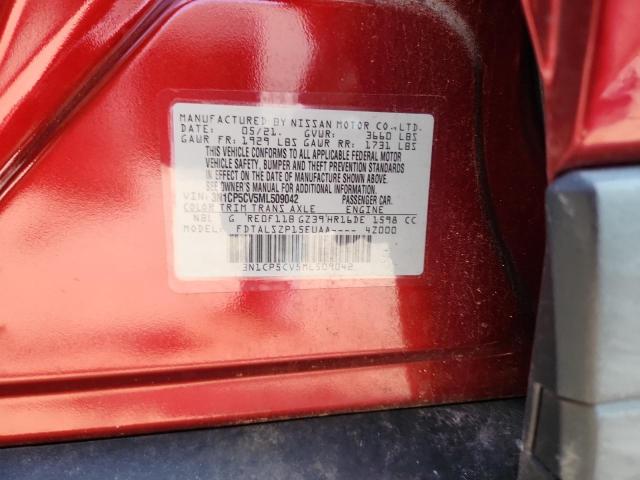 MANUFACTURED BY NISSAN MOTOR CO.,LTD.
DATE: 05/21. GVWR: 3660 LBS
GAWR FR: 1929 LBS GAWR RR: 1731 LBS
THIS VEHICLE CONFORMS TO ALL APPLICABLE FEDERAL MOTOR
VEHICLE SAFETY, BUMPER AND THEFT PREVENTION STANDARDS
IN EFFECT ON THE DATE OF MANUFACTURE SHOWN ABOVE.
SEE OWNER'S MANUAL FOR ADDITIONAL INFORMATION.
VIN: 3N1CP5CV5ML509042 PASSENGER CAR
COLOR TRIM TRANS AXLE ENGINE
NBL G RE0F11B GZ39 HR16DE 1598 CC
MODEL: FDTALSZP15EUAA---- 4Z000
3N1CP5CV5ML509042